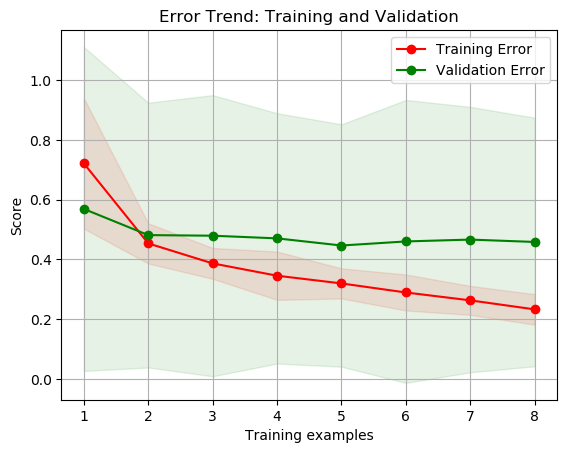 Error Trend: Training and Validation
Training Error
Validation Error
Score
1.0
0.8
0.6
0.4
0.2
0.0
1 2 3 4 5 6 7 8
Training examples